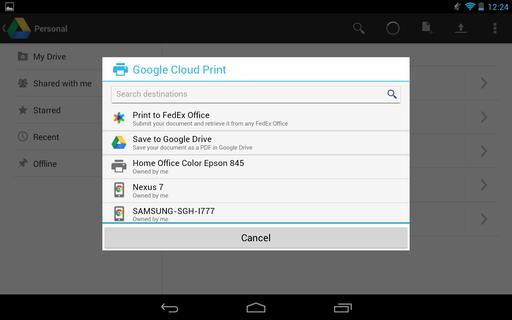 12:24
Personal
My Drive
Shared with me
Starred
Recent
Offline
Google Cloud Print
Search destinations
Print to FedEx Office
Submit your document and retrieve it from any FedEx Office
Save to Google Drive
Save your document as a PDF in Google Drive
Home Office Color Epson 845
Owned by me
Nexus 7
Owned by me
SAMSUNG-SGH-I777
Owned by me
Cancel